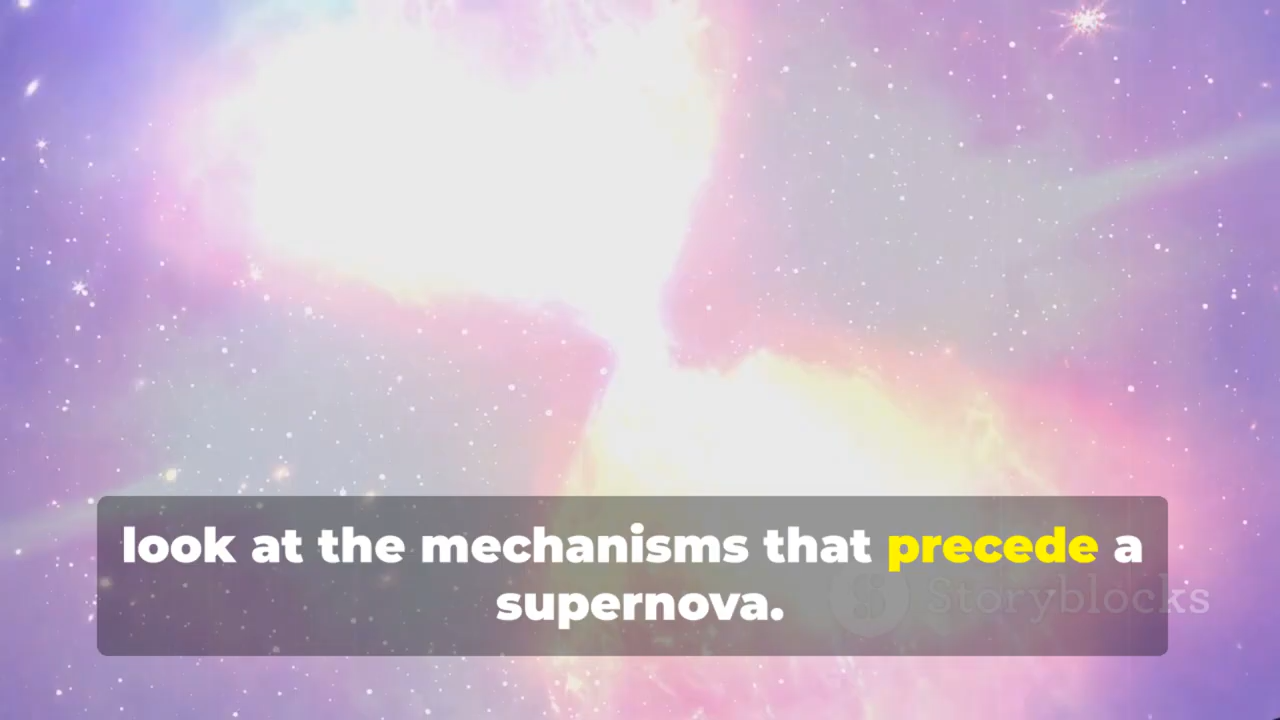 look at the mechanisms that precede a
supernova.
Storyblocks